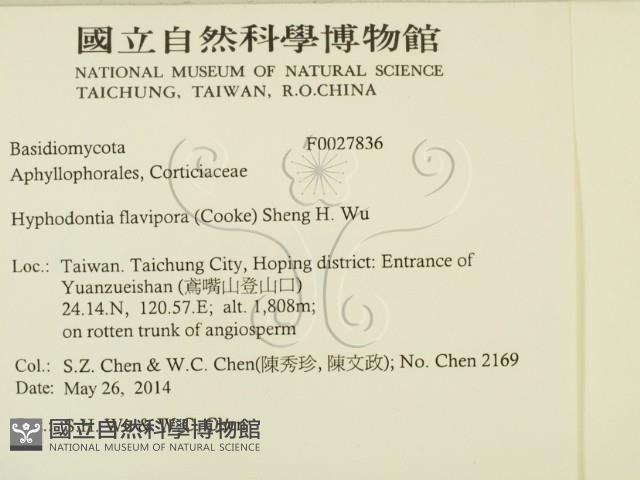 國立自然科學博物館
NATIONAL MUSEUM OF NATURAL SCIENCE
TAICHUNG, TAIWAN, R.O.CHINA
Basidiomycota F0027836
Aphyllophorales, Corticiaceae
Hyphodontia flavipora (Cooke) Sheng H. Wu
Loc.: Taiwan. Taichung City, Hoping district: Entrance of
Yuanzueishan (鳶嘴山登山口)
24.14.N, 120.57.E; alt. 1,808m;
on rotten trunk of angiosperm
Col.: S.Z. Chen & W.C. Chen(陳秀珍, 陳文政); No. Chen 2169
Date: May 26, 2014
國立自然科學博物館
NATIONAL MUSEUM OF NATURAL SCIENCE